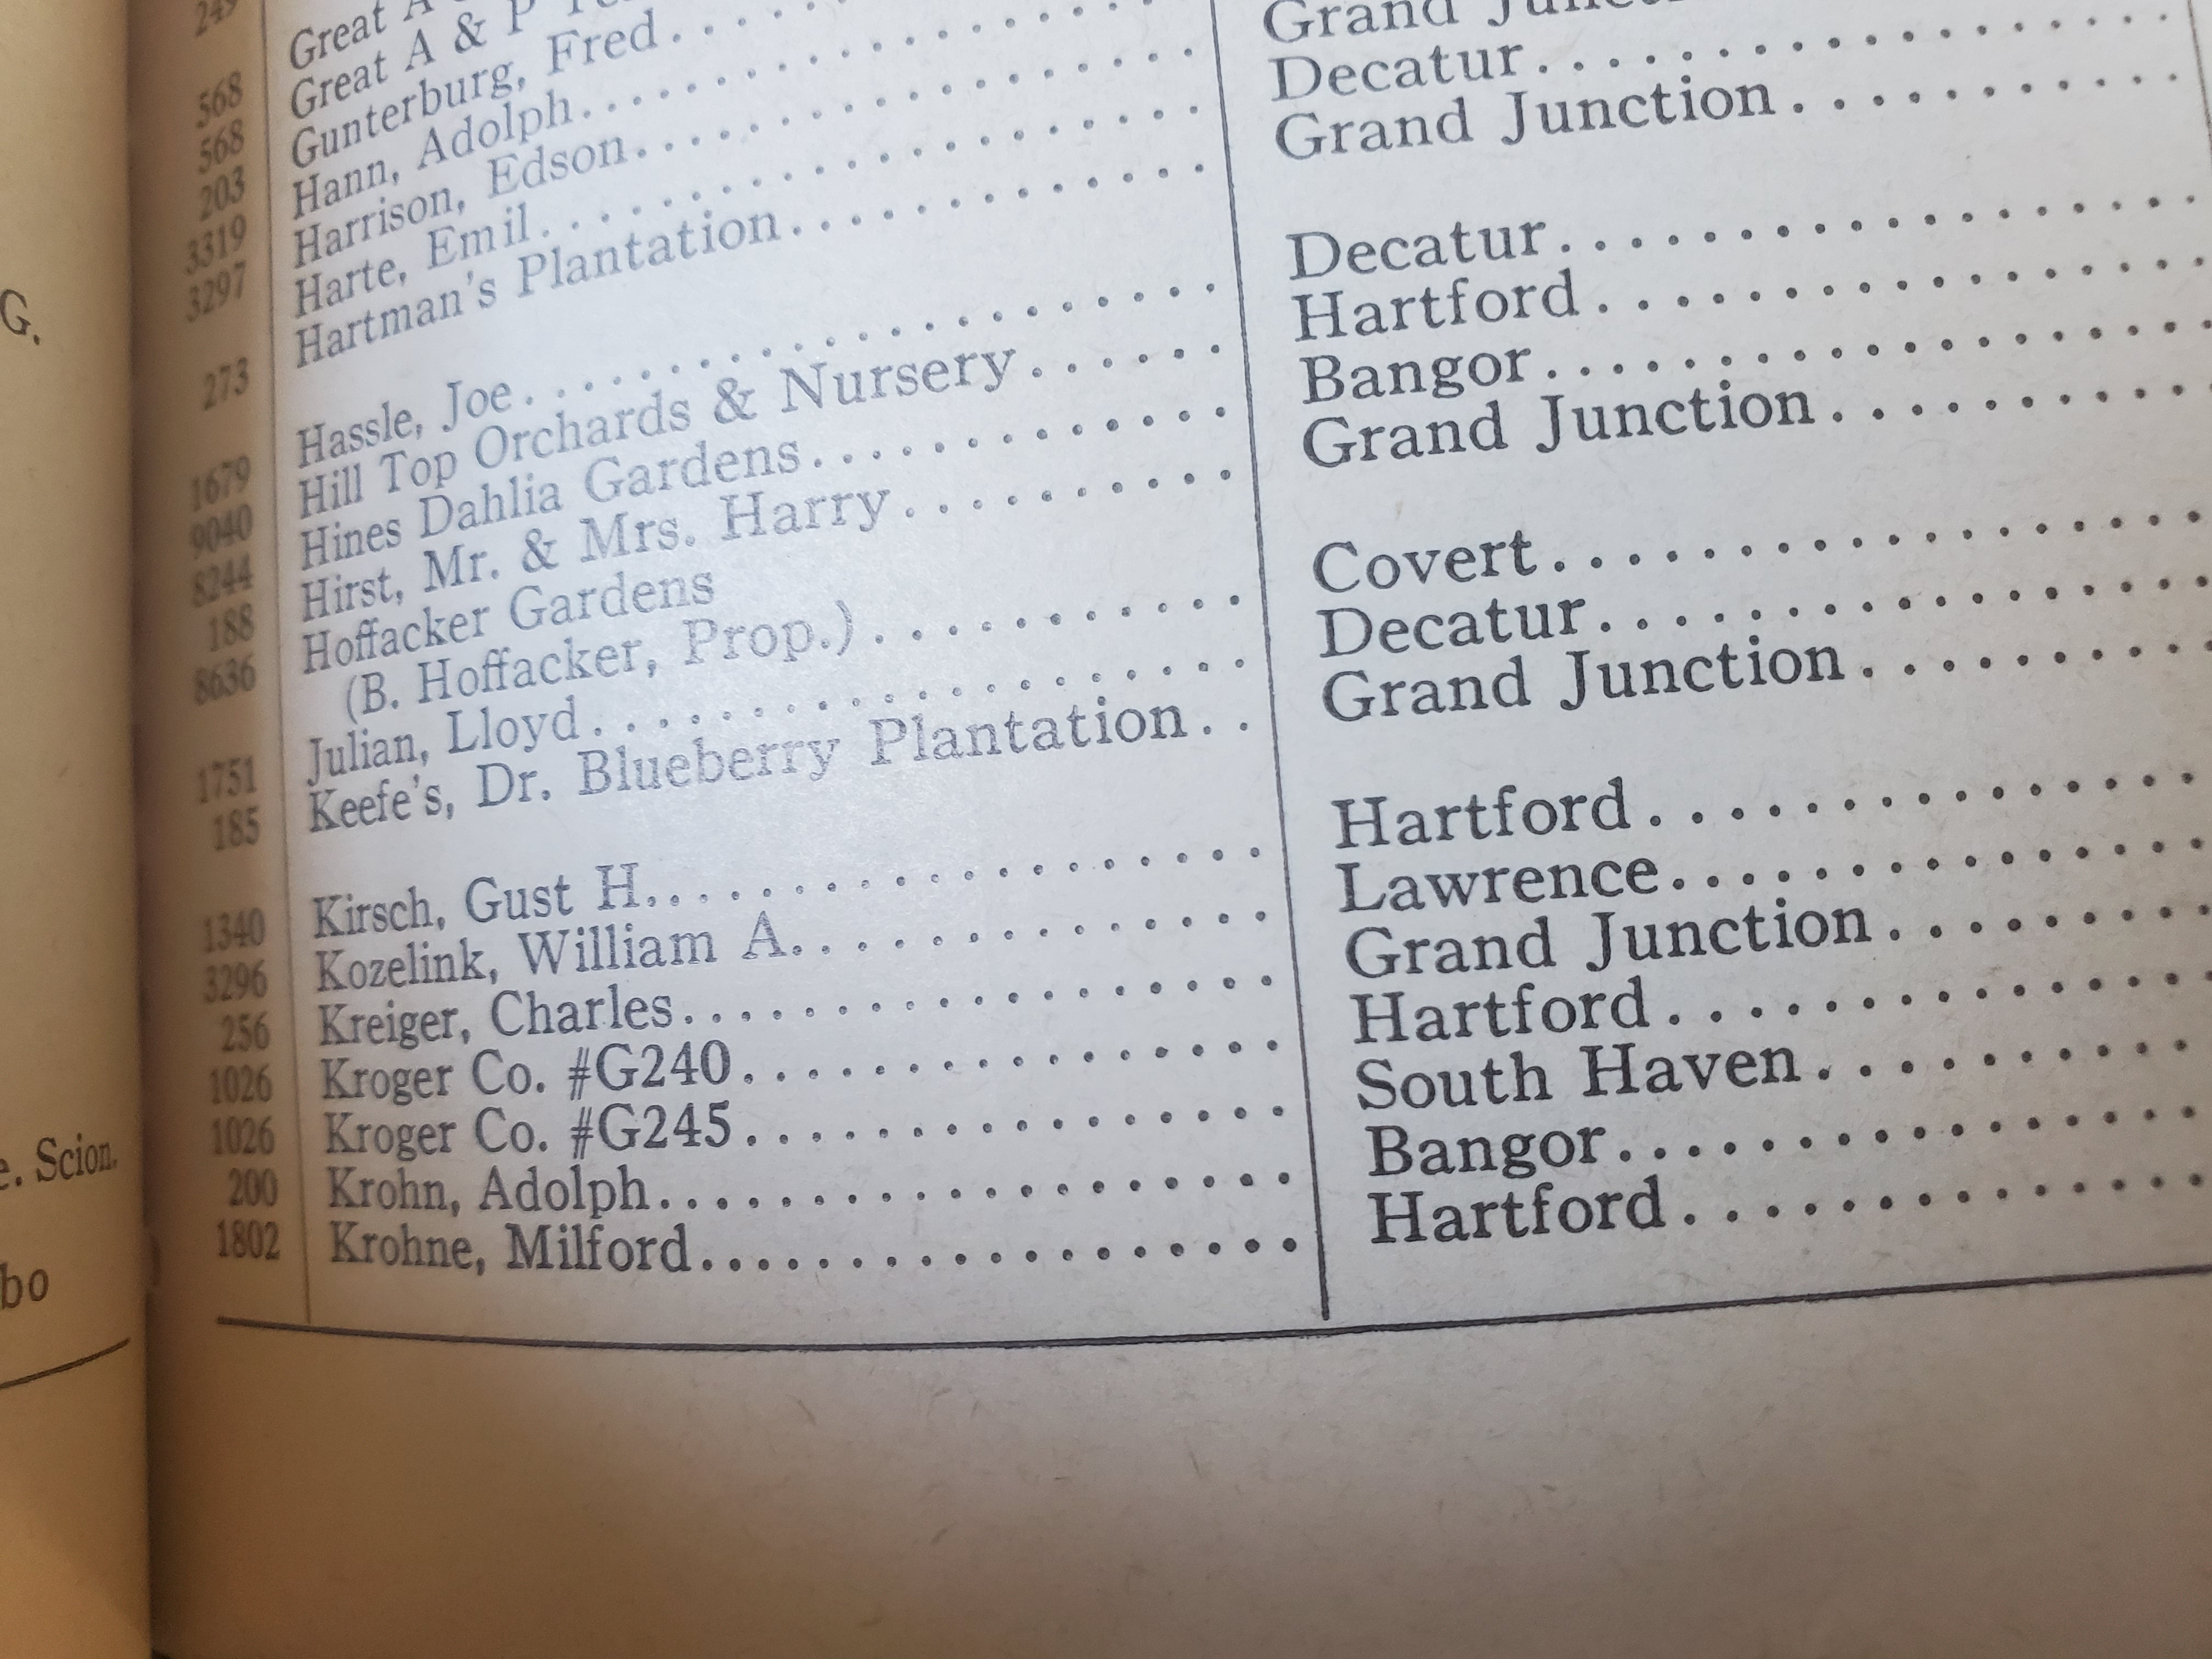 249
568
568
203
3319
3297
273
1679
9040
8244
188
8636
1751
185
1340
3296
256
1026
1026
200
1802
Great A
Great A & P
Gunterburg, Fred
Hann, Adolph
Harrison, Edson
Harte, Emil
Hartman's Plantation
Hassle, Joe
Hill Top Orchards & Nursery
Hines Dahlia Gardens
Hirst, Mr. & Mrs. Harry
Hoffacker Gardens
(B. Hoffacker, Prop.)
Julian, Lloyd
Keefe's, Dr. Blueberry Plantation
Kirsch, Gust H.
Kozelink, William A.
Kreiger, Charles
Kroger Co. #G240
Kroger Co. #G245
Krohn, Adolph
Krohne, Milford
Grand Junction
Decatur
Grand Junction
Decatur
Hartford
Bangor
Grand Junction
Covert
Decatur
Grand Junction
Hartford
Lawrence
Grand Junction
Hartford
South Haven
Bangor
Hartford
G.
e. Scion.
bo